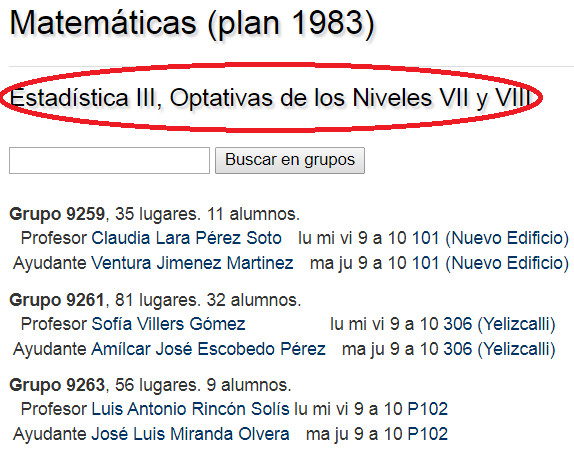 Matemáticas (plan 1983)
Estadística III, Optativas de los Niveles VII y VIII
Buscar en grupos
Grupo 9259, 35 lugares. 11 alumnos.
Profesor Claudia Lara Pérez Soto lu mi vi 9 a 10 101 (Nuevo Edificio)
Ayudante Ventura Jimenez Martinez ma ju 9 a 10 101 (Nuevo Edificio)
Grupo 9261, 81 lugares. 32 alumnos.
Profesor Sofía Villers Gómez lu mi vi 9 a 10 306 (Yelizcalli)
Ayudante Amílcar José Escobedo Pérez ma ju 9 a 10 306 (Yelizcalli)
Grupo 9263, 56 lugares. 9 alumnos.
Profesor Luis Antonio Rincón Solís lu mi vi 9 a 10 P102
Ayudante José Luis Miranda Olvera ma ju 9 a 10 P102